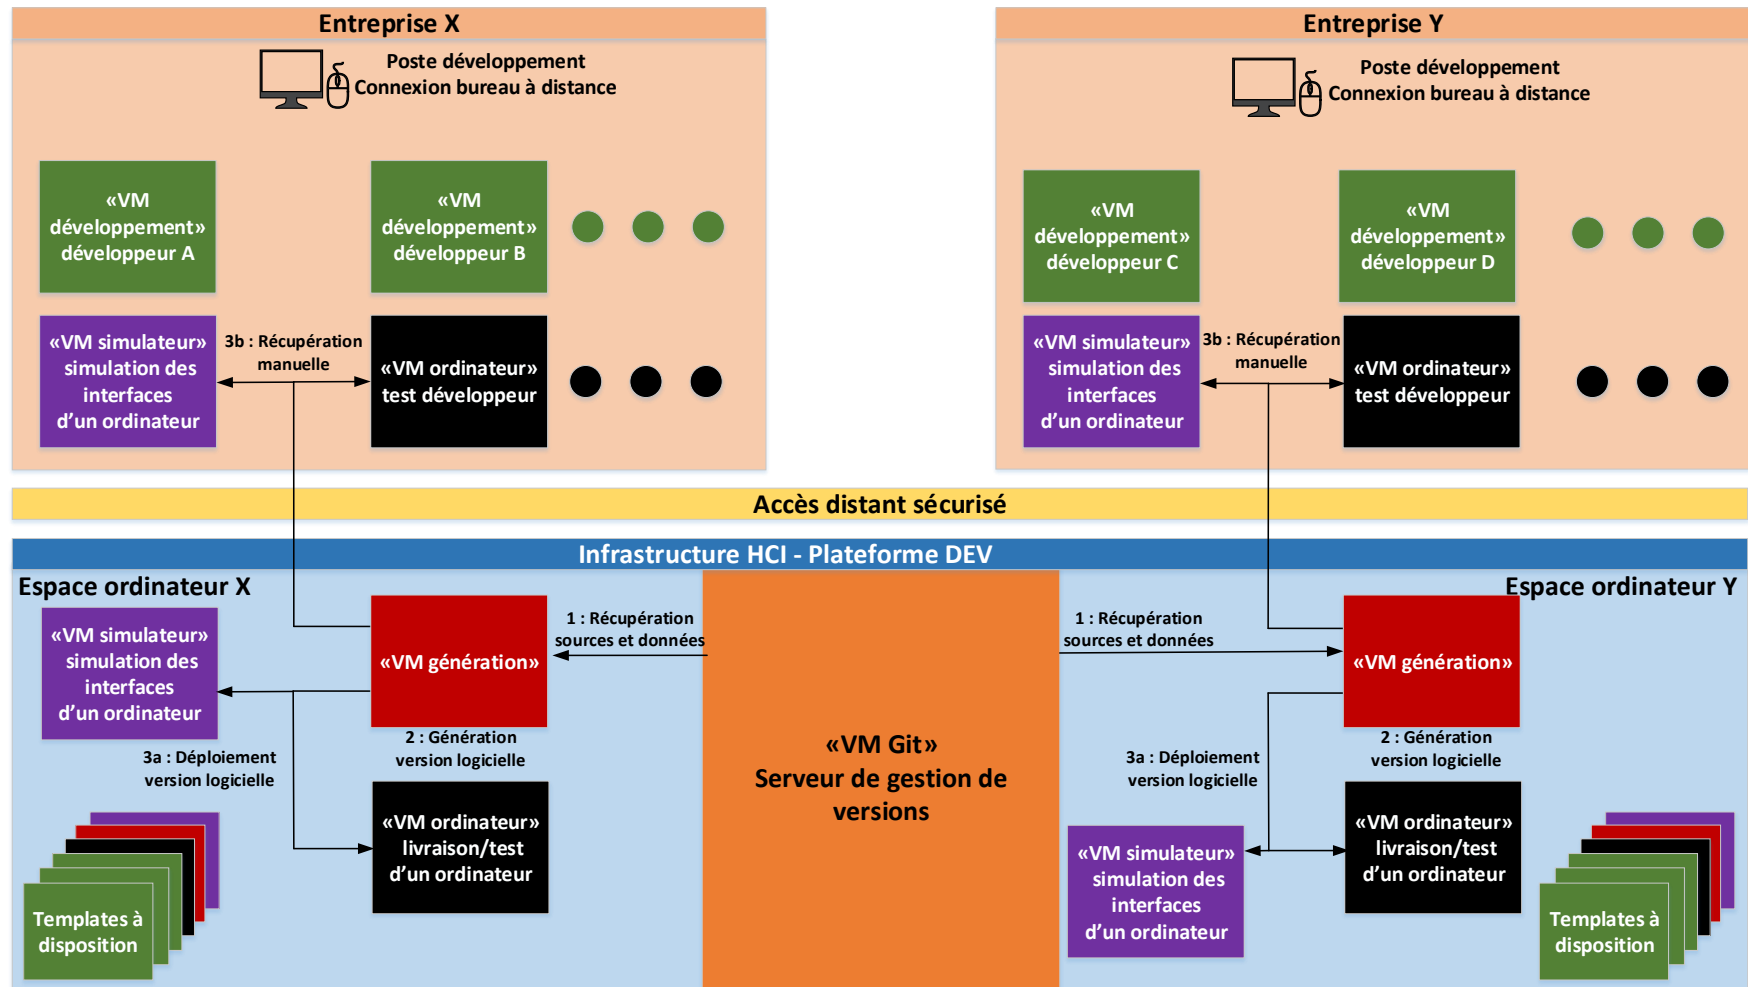 Entreprise X
Poste développement
Connexion bureau à distance
«VM
développement»
développeur A
«VM
développement»
développeur B
«VM simulateur»
simulation des
interfaces
d'un ordinateur
3b : Récupération
manuelle
«VM ordinateur»
test développeur
Entreprise Y
Poste développement
Connexion bureau à distance
«VM
développement»
développeur C
«VM
développement»
développeur D
«VM simulateur»
simulation des
interfaces
d'un ordinateur
3b : Récupération
manuelle
«VM ordinateur»
test développeur
Accès distant sécurisé
Infrastructure HCI - Plateforme DEV
Espace ordinateur X
«VM simulateur»
simulation des
interfaces
d'un ordinateur
«VM génération»
1 : Récupération
sources et données
2 : Génération
version logicielle
3a : Déploiement
version logicielle
«VM ordinateur»
livraison/test
d'un ordinateur
Templates à
disposition
«VM Git»
Serveur de gestion de
versions
Espace ordinateur Y
1 : Récupération
sources et données
«VM génération»
2 : Génération
version logicielle
3a : Déploiement
version logicielle
«VM simulateur»
simulation des
interfaces
d'un ordinateur
«VM ordinateur»
livraison/test
d'un ordinateur
Templates à
disposition